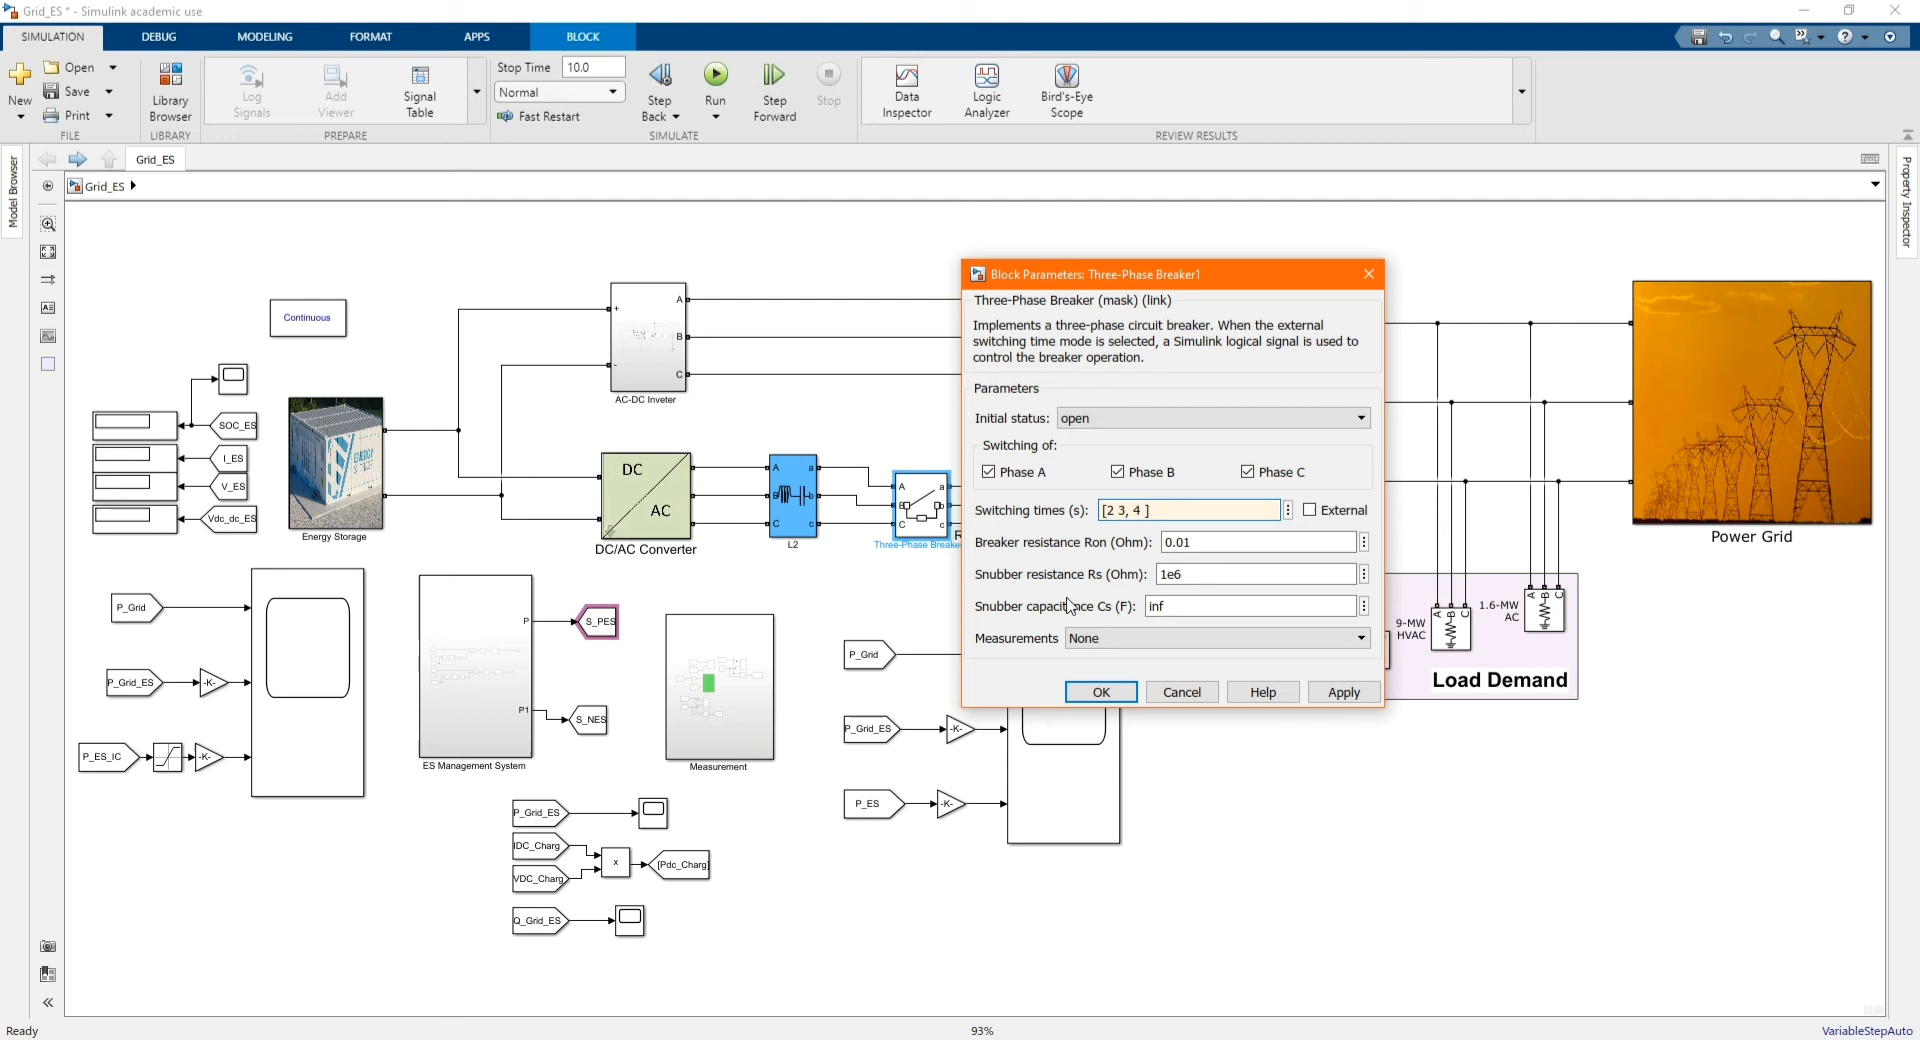 Grid_ES * - Simulink academic use
SIMULATION
DEBUG
MODELING
FORMAT
APPS
BLOCK
New
Open
Save
Print
FILE
Library
Browser
LIBRARY
Log
Signals
Add
Viewer
Signal
Table
PREPARE
Stop Time 10.0
Normal
Fast Restart
Step
Back
Run
Step
Forward
Stop
SIMULATE
Data
Inspector
Logic
Analyzer
Bird's-Eye
Scope
REVIEW RESULTS
Model Browser
Property Inspector
Grid_ES
Grid_ES
Continuous
SOC_ES
I_ES
V_ES
Vdc_dc_ES
Energy Storage
+
-
A
B
C
AC-DC Inveter
DC
AC
DC/AC Converter
A
B
C
a
b
c
L2
A
B
C
a
b
c
Three-Phase Breake
R
Block Parameters: Three-Phase Breaker1
Three-Phase Breaker (mask) (link)
Implements a three-phase circuit breaker. When the external
switching time mode is selected, a Simulink logical signal is used to
control the breaker operation.
Parameters
Initial status: open
Switching of:
Phase A
Phase B
Phase C
Switching times (s): [2 3, 4 ]
External
Breaker resistance Ron (Ohm): 0.01
Snubber resistance Rs (Ohm): 1e6
Snubber capacitance Cs (F): inf
Measurements None
OK
Cancel
Help
Apply
Power Grid
A
B
C
9-MW
HVAC
1.6-MW
AC
A
B
C
Load Demand
P_Grid
P_Grid_ES
-K-
P_ES_IC
-K-
P
P1
S_PES
S_NES
ES Management System
Measurement
P_Grid
P_Grid_ES
-K-
P_ES
-K-
P_Grid_ES
IDC_Charg
VDC_Charg
x
[Pdc_Charg]
Q_Grid_ES
Ready
93%
VariableStepAuto